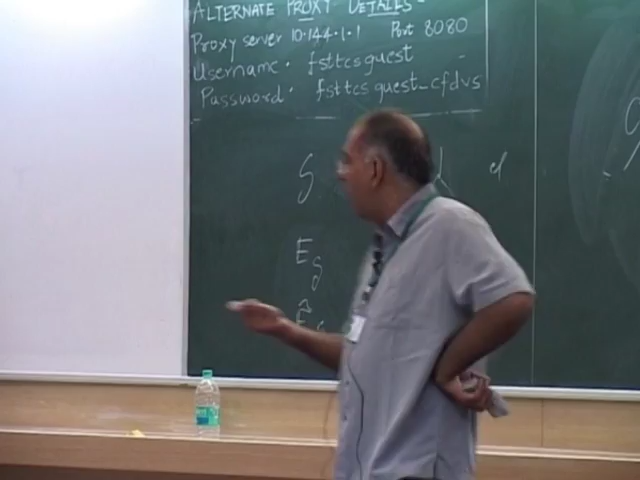 ALTERNATE PROXY DETAILS -
Proxy server 10.144.1.1 Port 8080
Username. fsttcsguest -
Password. fsttcsguest_cfdvs
S d
E g
Ê